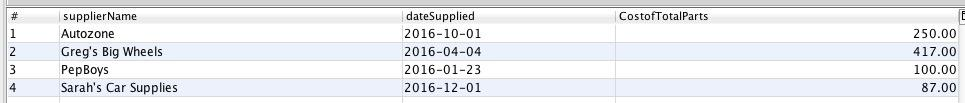 # supplierName dateSupplied CostofTotalParts
1 Autozone 2016-10-01 250.00
2 Greg's Big Wheels 2016-04-04 417.00
3 PepBoys 2016-01-23 100.00
4 Sarah's Car Supplies 2016-12-01 87.00